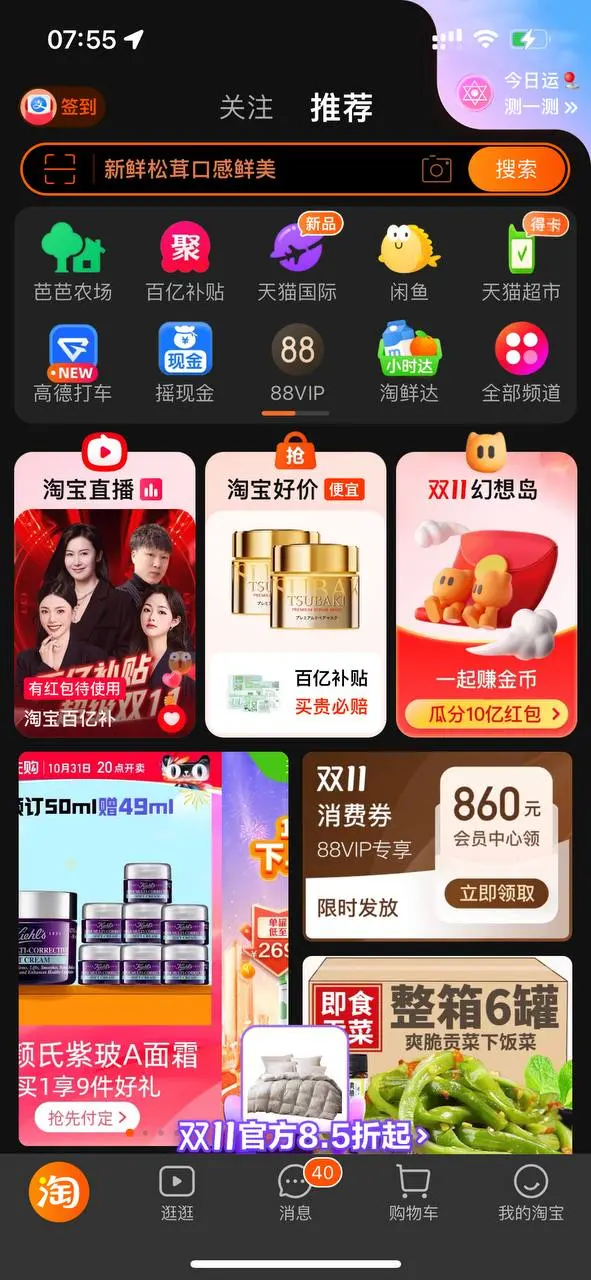 07:55
今日运
测一测 »
签到
关注
推荐
新鲜松茸口感鲜美
搜索
新品
得卡
聚
芭芭农场
百亿补贴
天猫国际
闲鱼
天猫超市
NEW
现金
88
小时达
高德打车
摇现金
88VIP
淘鲜达
全部频道
淘宝直播
有红包待使用
淘宝百亿补
抢
淘宝好价
便宜
TSUBAKI
百亿补贴
买贵必赔
双11幻想岛
一起赚金币
瓜分10亿红包 >
10月31日 20点开卖
订50ml赠49ml
Kiehl's
氏紫玻A面霜
买1享9件好礼
抢先付定 >
单罐
269
双11
消费券
88VIP专享
限时发放
860元
会员中心领
立即领取
即食
贡菜
整箱6罐
爽脆贡菜下饭菜
双11官方8.5折起>
淘
逛逛
40
消息
购物车
我的淘宝